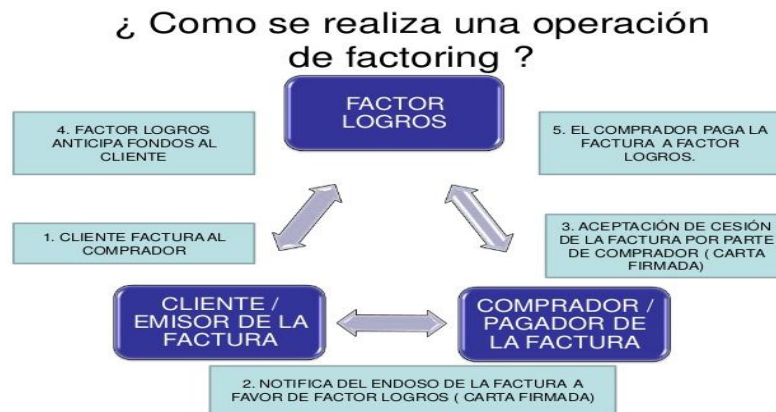 ¿ Como se realiza una operación
de factoring ?
FACTOR
LOGROS
4. FACTOR LOGROS
ANTICIPA FONDOS AL
CLIENTE
5. EL COMPRADOR PAGA LA
FACTURA A FACTOR
LOGROS.
1. CLIENTE FACTURA AL
COMPRADOR
3. ACEPTACIÓN DE CESIÓN
DE LA FACTURA POR PARTE
DE COMPRADOR ( CARTA
FIRMADA)
CLIENTE /
EMISOR DE LA
FACTURA
COMPRADOR /
PAGADOR DE
LA FACTURA
2. NOTIFICA DEL ENDOSO DE LA FACTURA A
FAVOR DE FACTOR LOGROS ( CARTA FIRMADA)